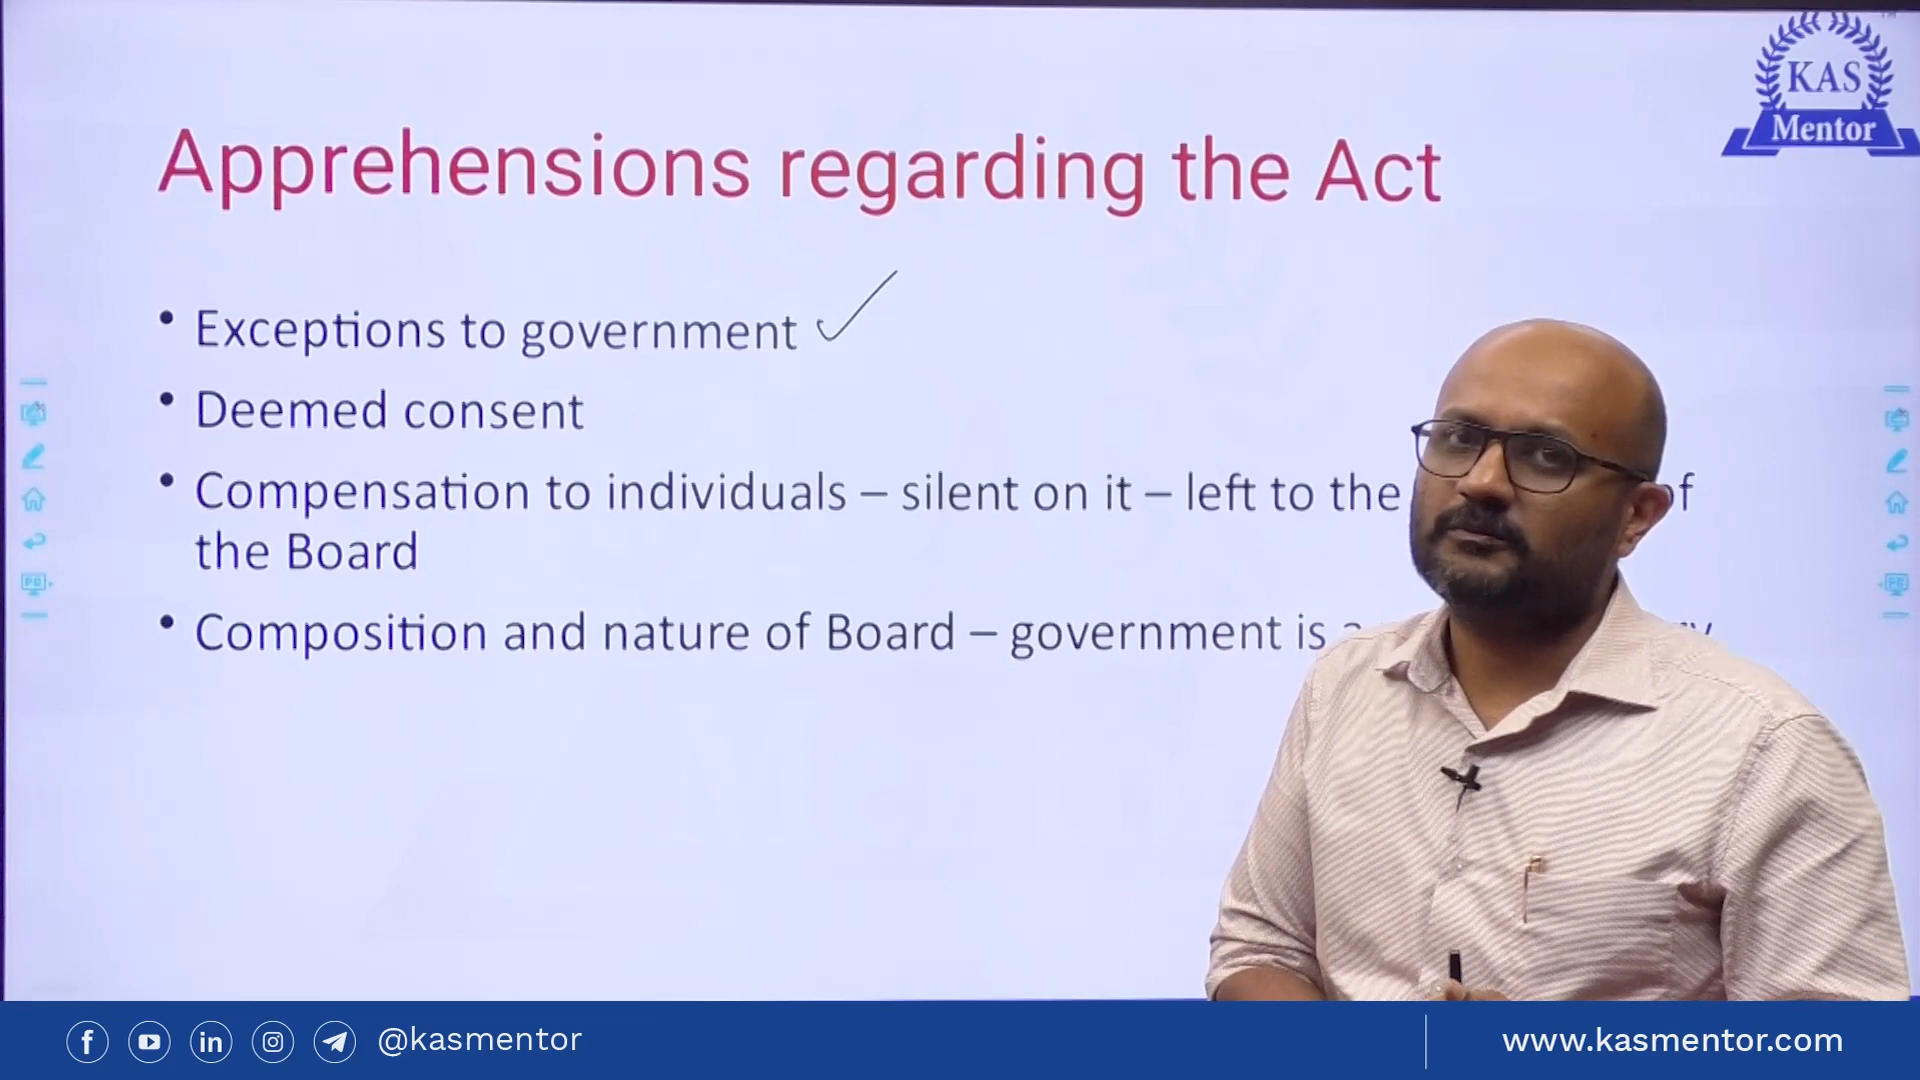 KAS
Mentor
Apprehensions regarding the Act
• Exceptions to government
• Deemed consent
• Compensation to individuals – silent on it – left to the of
the Board
• Composition and nature of Board – government is
@kasmentor
www.kasmentor.com